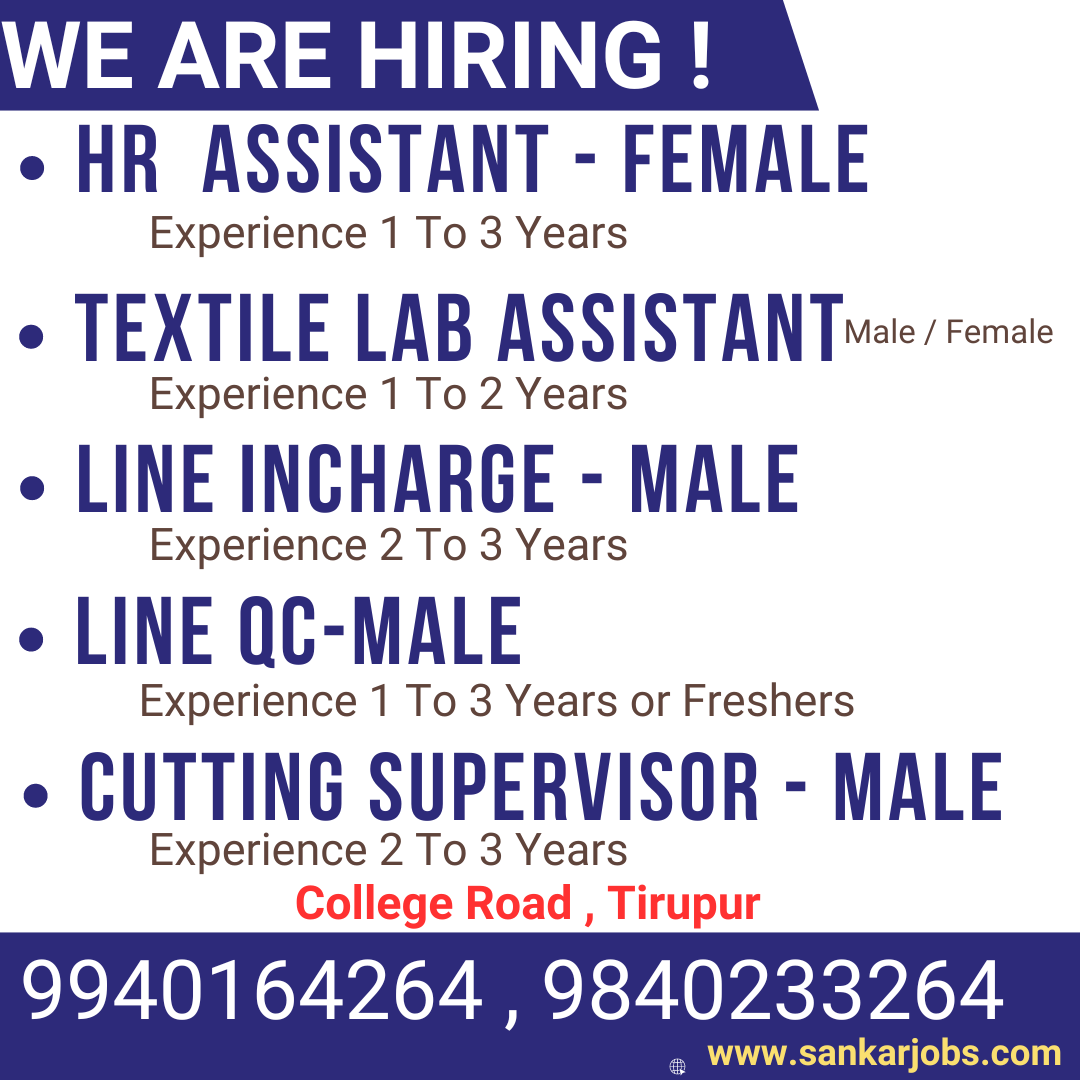 WE ARE HIRING !
• HR ASSISTANT - FEMALE
Experience 1 To 3 Years
• TEXTILE LAB ASSISTANT Male / Female
Experience 1 To 2 Years
• LINE INCHARGE - MALE
Experience 2 To 3 Years
• LINE QC-MALE
Experience 1 To 3 Years or Freshers
• CUTTING SUPERVISOR - MALE
Experience 2 To 3 Years
College Road , Tirupur
9940164264 , 9840233264
www.sankarjobs.com